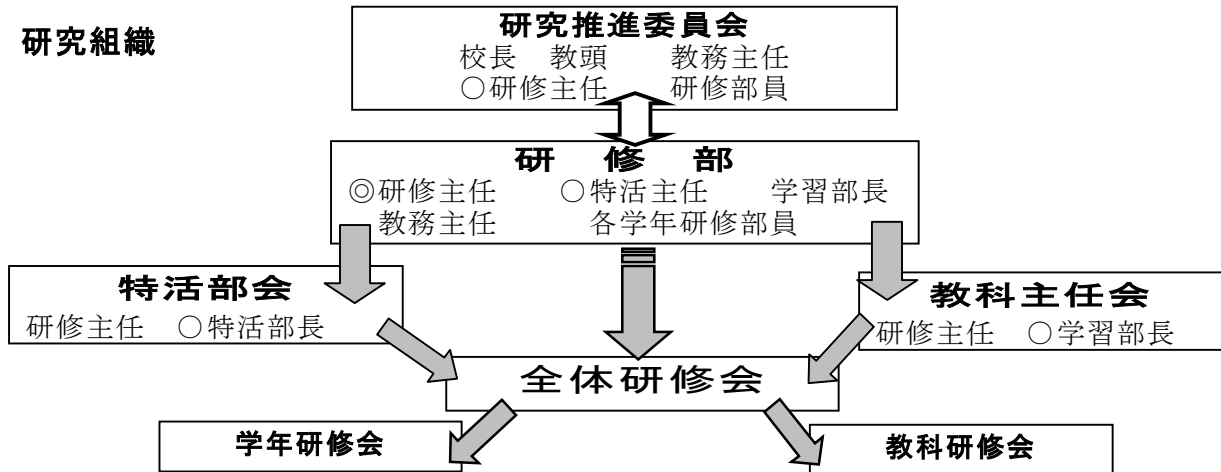 研究組織
研究推進委員会
校長 教頭 教務主任
○研修主任 研修部員
研 修 部
◎研修主任 ○特活主任 学習部長
教務主任 各学年研修部員
特活部会
研修主任 ○特活部長
教科主任会
研修主任 ○学習部長
全体研修会
学年研修会
教科研修会